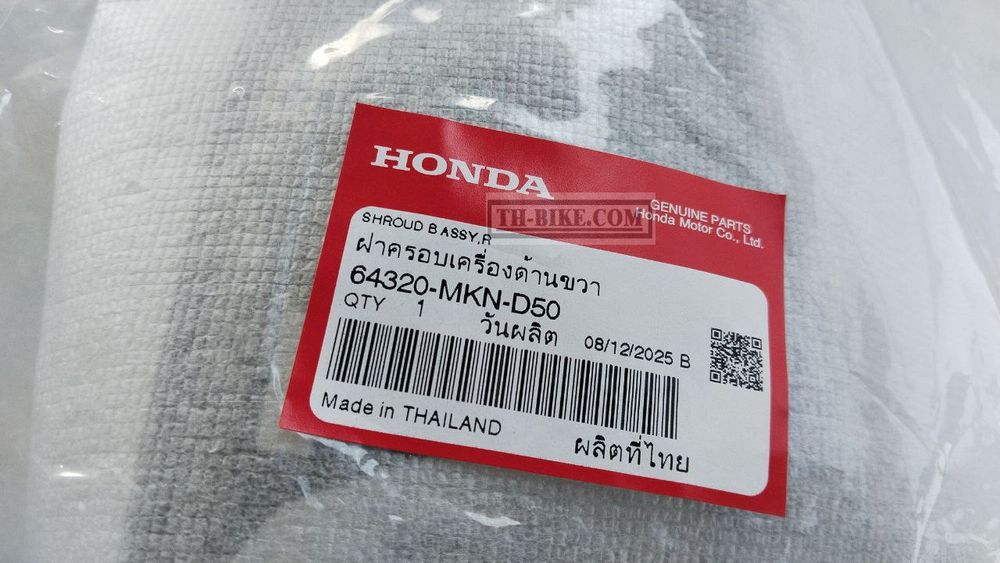 HONDA
TH-BIKE.COM
GENUINE PARTS
Honda Motor Co., Ltd.
SHROUD B ASSY,R
ฝาครอบเครื่องด้านขวา
64320-MKN-D50
QTY 1 วันผลิต 08/12/2025 B
Made in THAILAND ผลิตที่ไทย